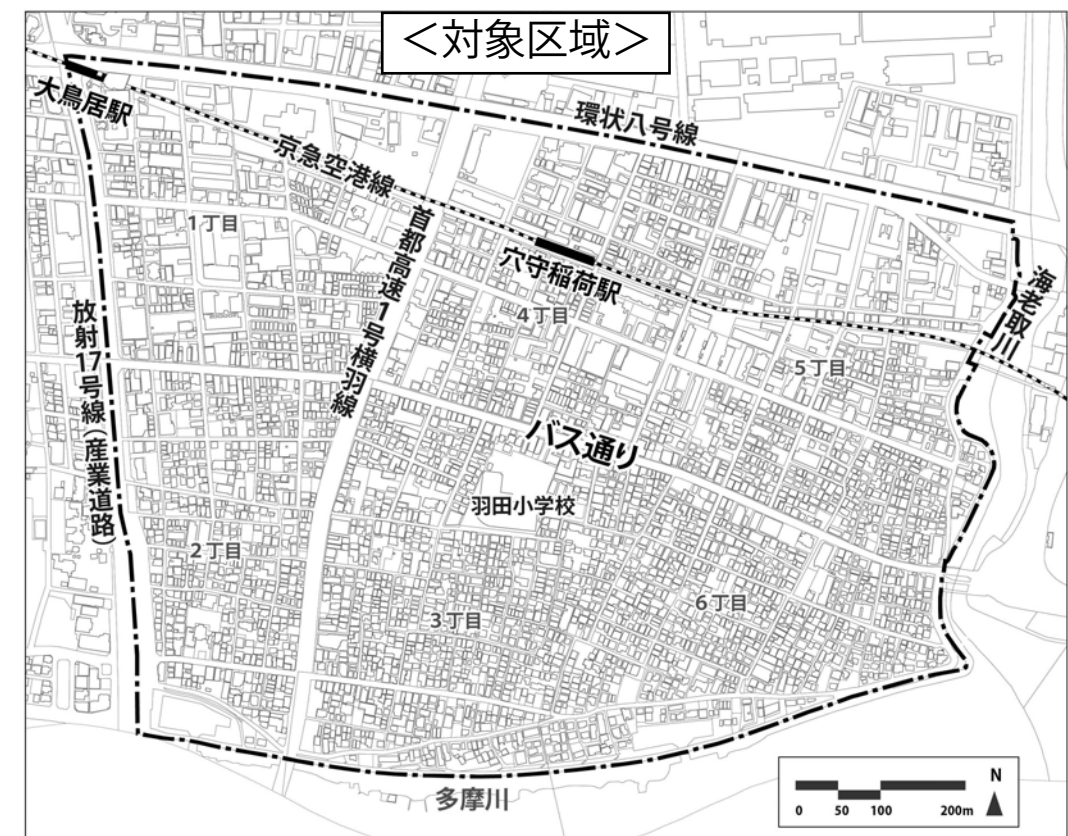 ＜対象区域＞
大鳥居駅
環状八号線
京急空港線
1丁目
首都高速1号横羽線
穴守稲荷駅
海老取川
4丁目
放射17号線(産業道路)
5丁目
バス通り
羽田小学校
2丁目
6丁目
3丁目
多摩川
N
0 50 100 200m